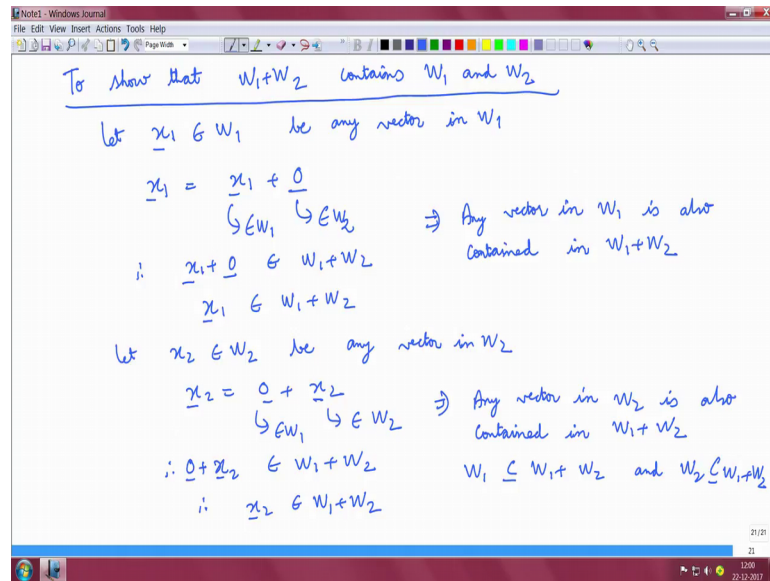 Note1 - Windows Journal
File Edit View Insert Actions Tools Help
Page Width
To show that W₁+W₂ contains W₁ and W₂
Let x₁ ∈ W₁ be any vector in W₁
x₁ = x₁ + 0
↳ ∈W₁ ↳ ∈W₂ ⇒ Any vector in W₁ is also
contained in W₁+W₂
∴ x₁+0 ∈ W₁+W₂
x₁ ∈ W₁+W₂
Let x₂ ∈ W₂ be any vector in W₂
x₂ = 0 + x₂ ⇒ Any vector in W₂ is also
↳ ∈W₁ ↳ ∈ W₂ contained in W₁+W₂
∴ 0+x₂ ∈ W₁+W₂ W₁ ⊆ W₁+W₂ and W₂ ⊆ W₁+W₂
∴ x₂ ∈ W₁+W₂
21/21
21
12:00
22-12-2017